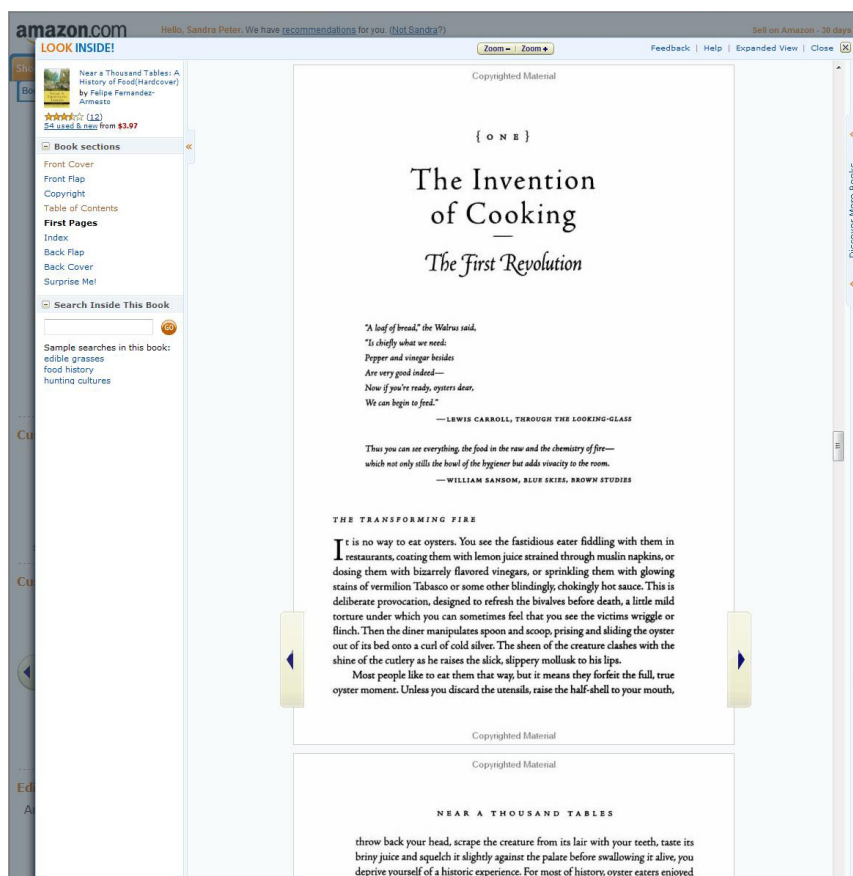 amazon.com
Hello, Sandra Peter. We have recommendations for you. (Not Sandra?)
Sell on Amazon - 30 days
LOOK INSIDE!
Zoom –
Zoom +
Feedback | Help | Expanded View | Close
Near a Thousand Tables: A
History of Food(Hardcover)
by Felipe Fernandez-
Armesto
(12)
54 used & new from $3.97
Book sections
Front Cover
Front Flap
Copyright
Table of Contents
First Pages
Index
Back Flap
Back Cover
Surprise Me!
Search Inside This Book
GO
Sample searches in this book:
edible grasses
food history
hunting cultures
Copyrighted Material
{ ONE }
The Invention
of Cooking
The First Revolution
"A loaf of bread," the Walrus said,
"Is chiefly what we need:
Pepper and vinegar besides
Are very good indeed—
Now if you're ready, oysters dear,
We can begin to feed."
—LEWIS CARROLL, THROUGH THE LOOKING-GLASS
Thus you can see everything, the food in the raw and the chemistry of fire—
which not only stills the howl of the hygiener but adds vivacity to the room.
—WILLIAM SANSOM, BLUE SKIES, BROWN STUDIES
THE TRANSFORMING FIRE
It is no way to eat oysters. You see the fastidious eater fiddling with them in
restaurants, coating them with lemon juice strained through muslin napkins, or
dosing them with bizarrely flavored vinegars, or sprinkling them with glowing
stains of vermilion Tabasco or some other blindingly, chokingly hot sauce. This is
deliberate provocation, designed to refresh the bivalves before death, a little mild
torture under which you can sometimes feel that you see the victims wriggle or
flinch. Then the diner manipulates spoon and scoop, prising and sliding the oyster
out of its bed onto a curl of cold silver. The sheen of the creature clashes with the
shine of the cutlery as he raises the slick, slippery mollusk to his lips.
Most people like to eat them that way, but it means they forfeit the full, true
oyster moment. Unless you discard the utensils, raise the half-shell to your mouth,
Copyrighted Material
Copyrighted Material
NEAR A THOUSAND TABLES
throw back your head, scrape the creature from its lair with your teeth, taste its
briny juice and squelch it slightly against the palate before swallowing it alive, you
deprive yourself of a historic experience. For most of history, oyster eaters enjoyed
Discover More Books
Sho
Bo
Cu
Cu
Edi